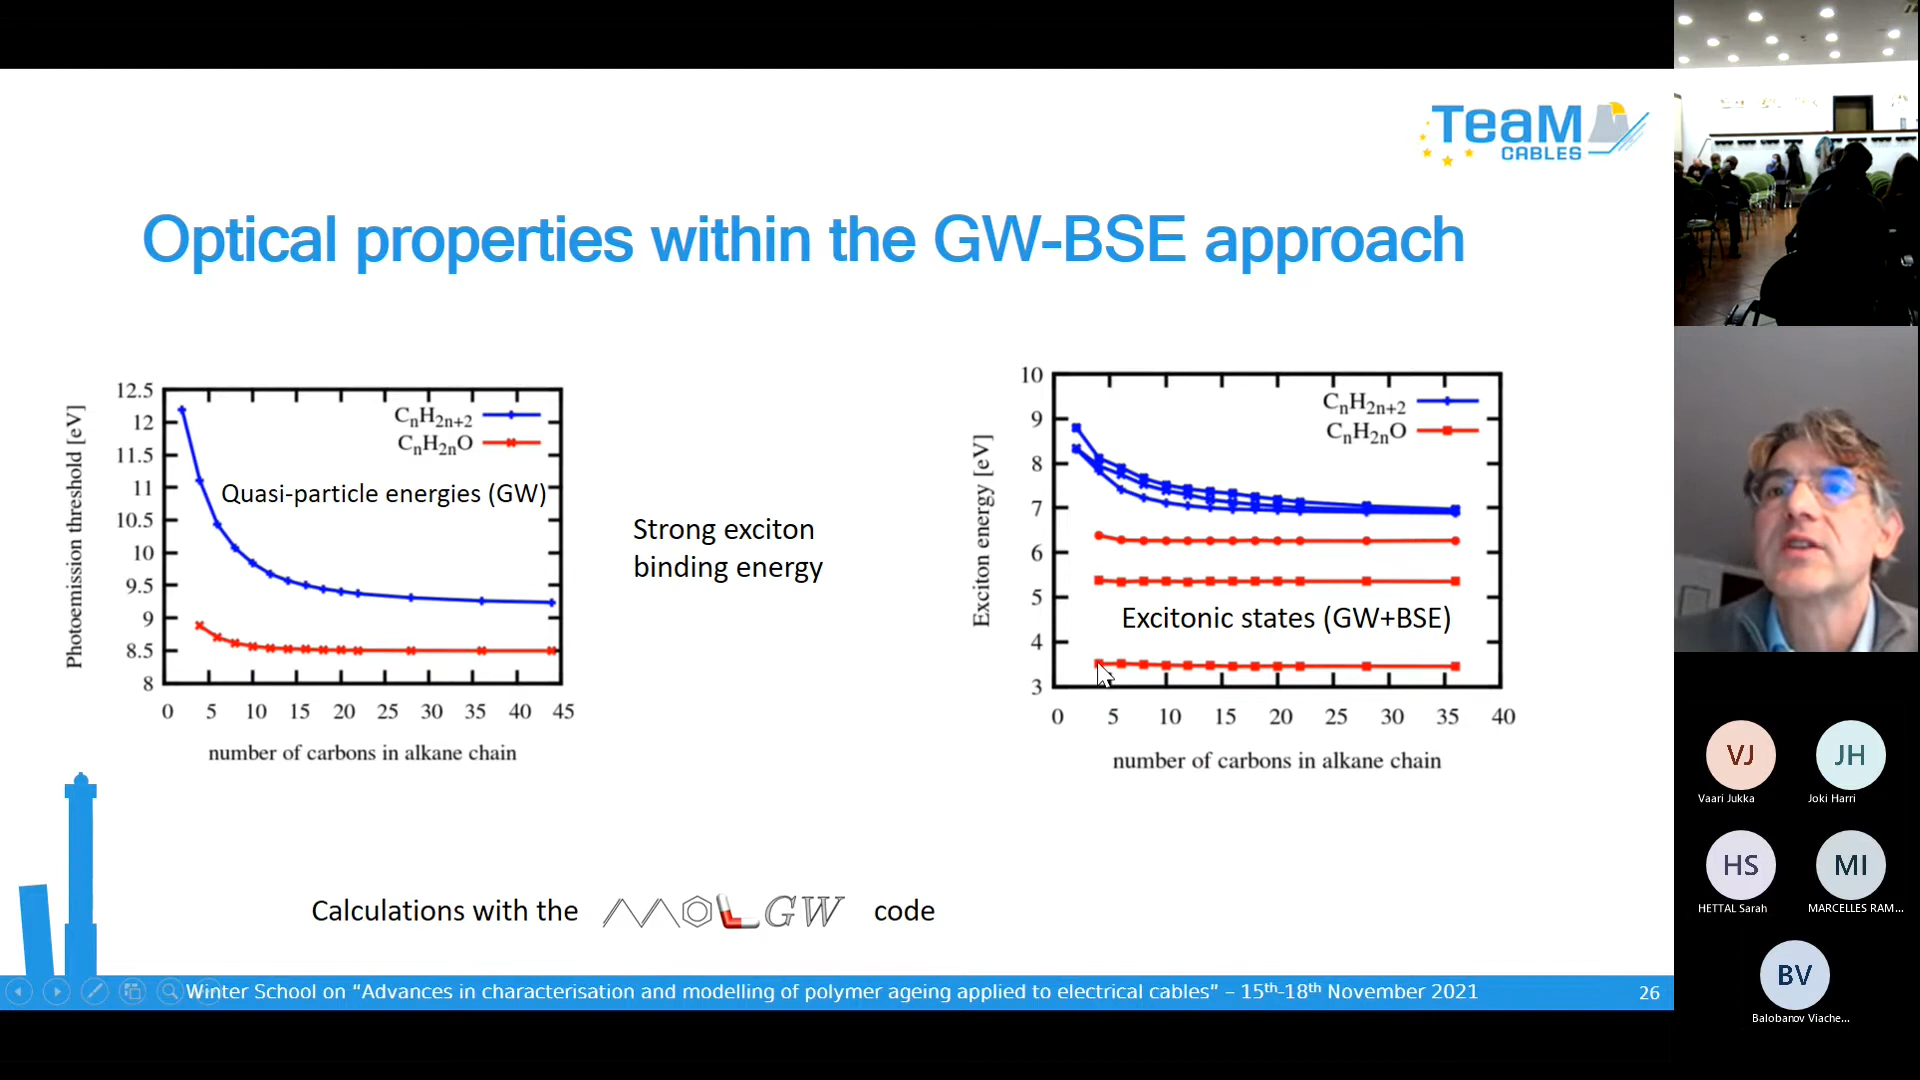 TeaM
CABLES
Optical properties within the GW-BSE approach
Photoemission threshold [eV]
12.5
12
11.5
11
10.5
10
9.5
9
8.5
8
CnH2n+2
CnH2nO
Quasi-particle energies (GW)
0 5 10 15 20 25 30 35 40 45
number of carbons in alkane chain
Strong exciton
binding energy
Exciton energy [eV]
10
9
8
7
6
5
4
3
CnH2n+2
CnH2nO
Excitonic states (GW+BSE)
0 5 10 15 20 25 30 35 40
number of carbons in alkane chain
Calculations with the MOLGW code
Winter School on “Advances in characterisation and modelling of polymer ageing applied to electrical cables” – 15th-18th November 2021
26
VJ
Vaari Jukka
JH
Joki Harri
HS
HETTAL Sarah
MI
MARCELLES RAM...
BV
Balobanov Viache...